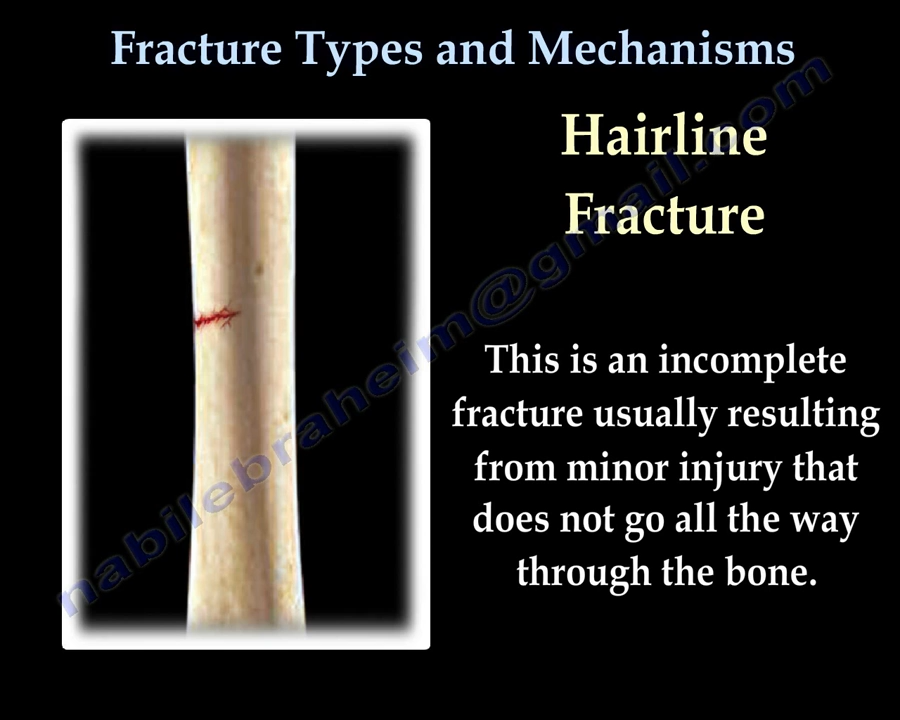 Fracture Types and Mechanisms
Hairline
Fracture
This is an incomplete
fracture usually resulting
from minor injury that
does not go all the way
through the bone.
nabilebraheim@gmail.com